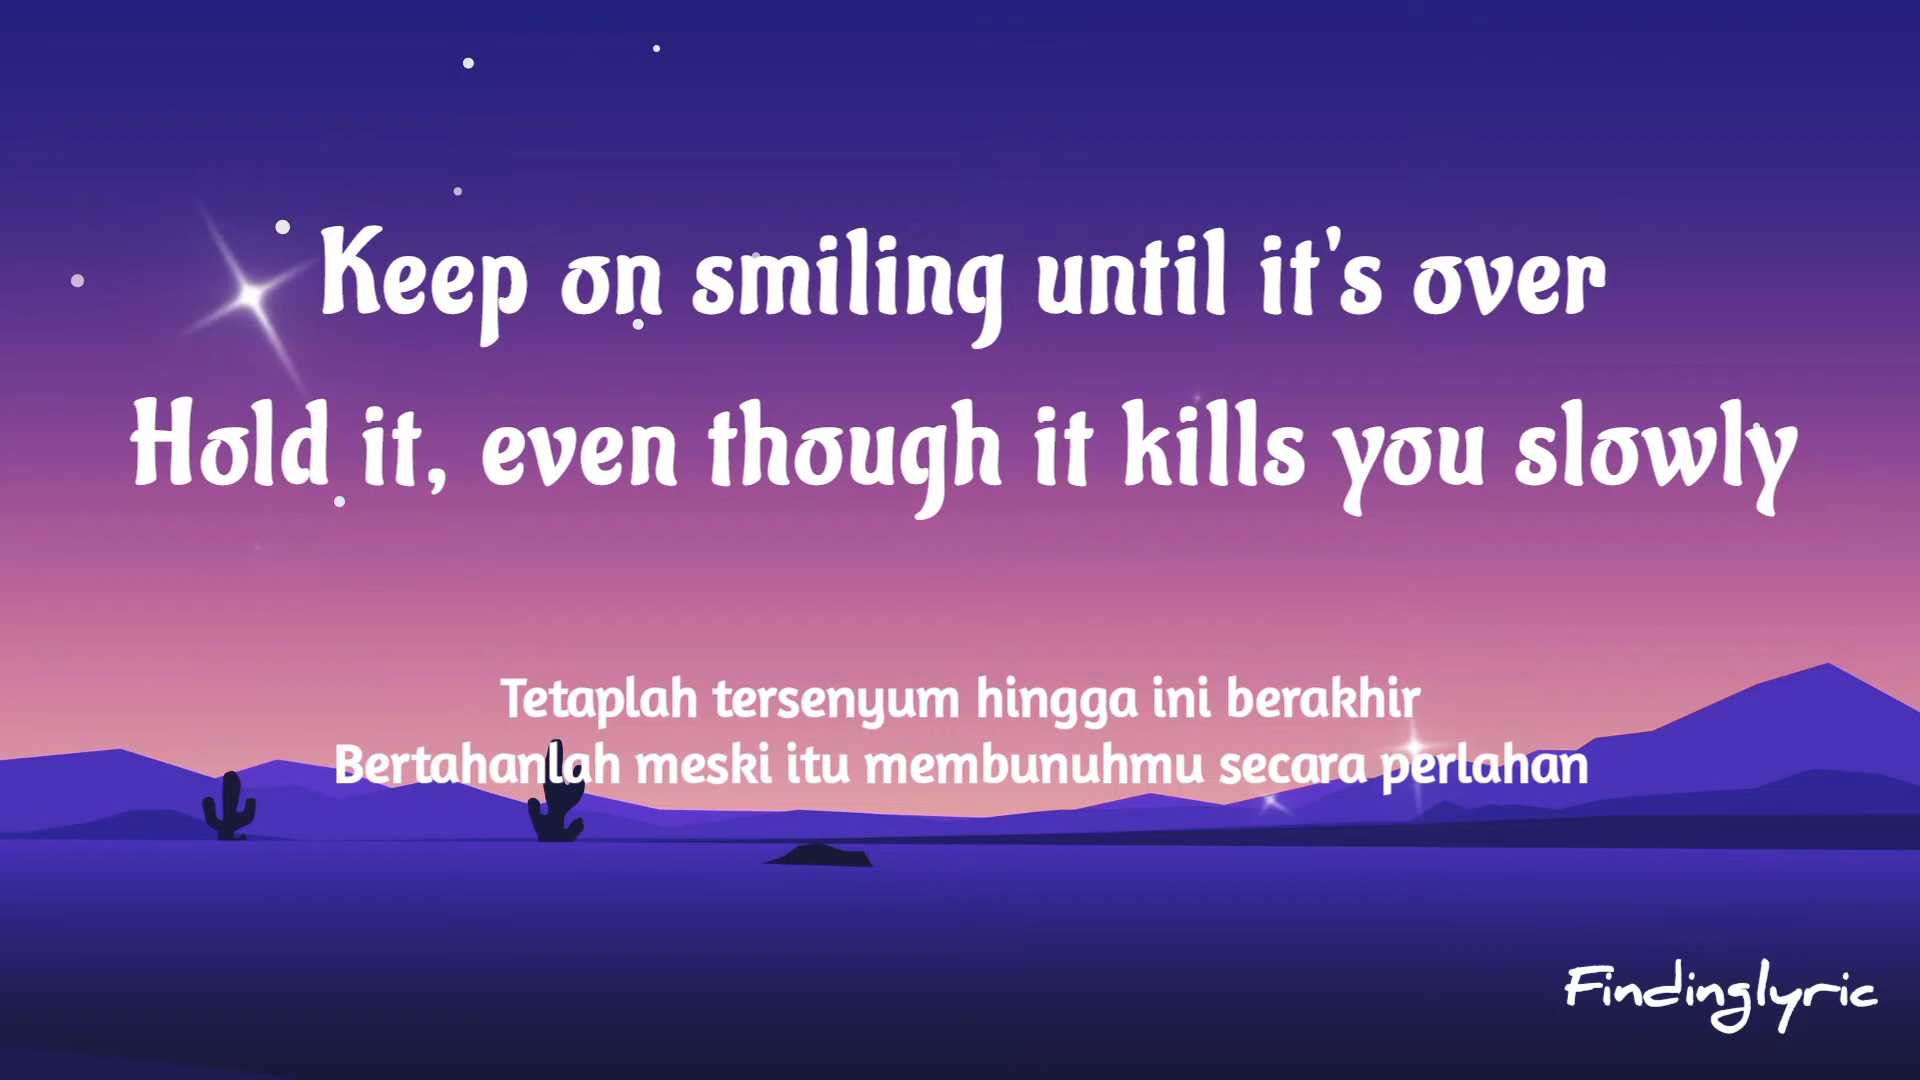 Keep on smiling until it's over
Hold it, even though it kills you slowly
Tetaplah tersenyum hingga ini berakhir
Bertahanlah meski itu membunuhmu secara perlahan
Findinglyric